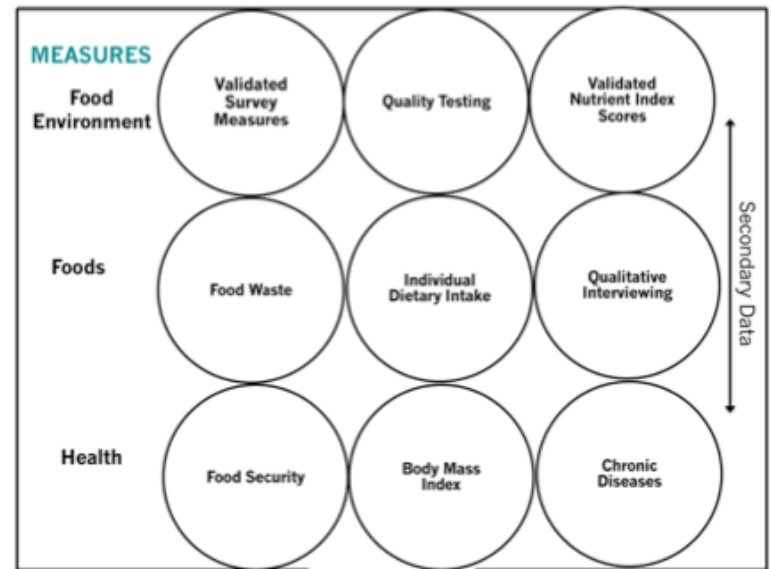 MEASURES
Food
Environment
Validated
Survey
Measures
Quality Testing
Validated
Nutrient Index
Scores
Foods
Food Waste
Individual
Dietary Intake
Qualitative
Interviewing
Health
Food Security
Body Mass
Index
Chronic
Diseases
Secondary Data